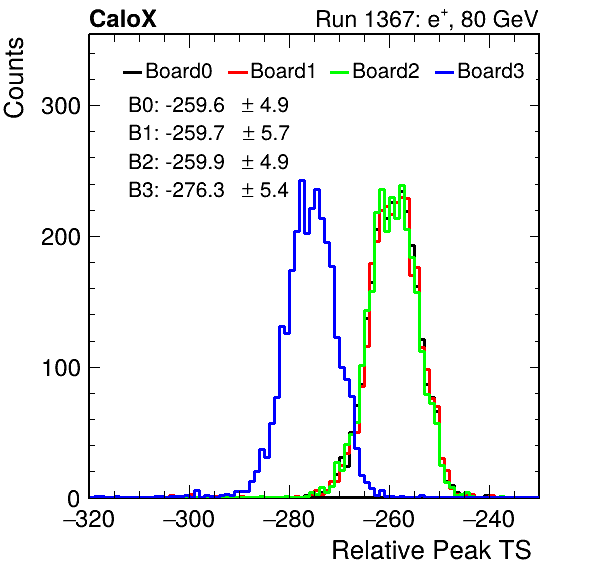 CaloX Run 1367: e⁺, 80 GeV
Counts
Board0 Board1 Board2 Board3
B0: -259.6 ± 4.9
B1: -259.7 ± 5.7
B2: -259.9 ± 4.9
B3: -276.3 ± 5.4
300
200
100
0
−320 −300 −280 −260 −240
Relative Peak TS